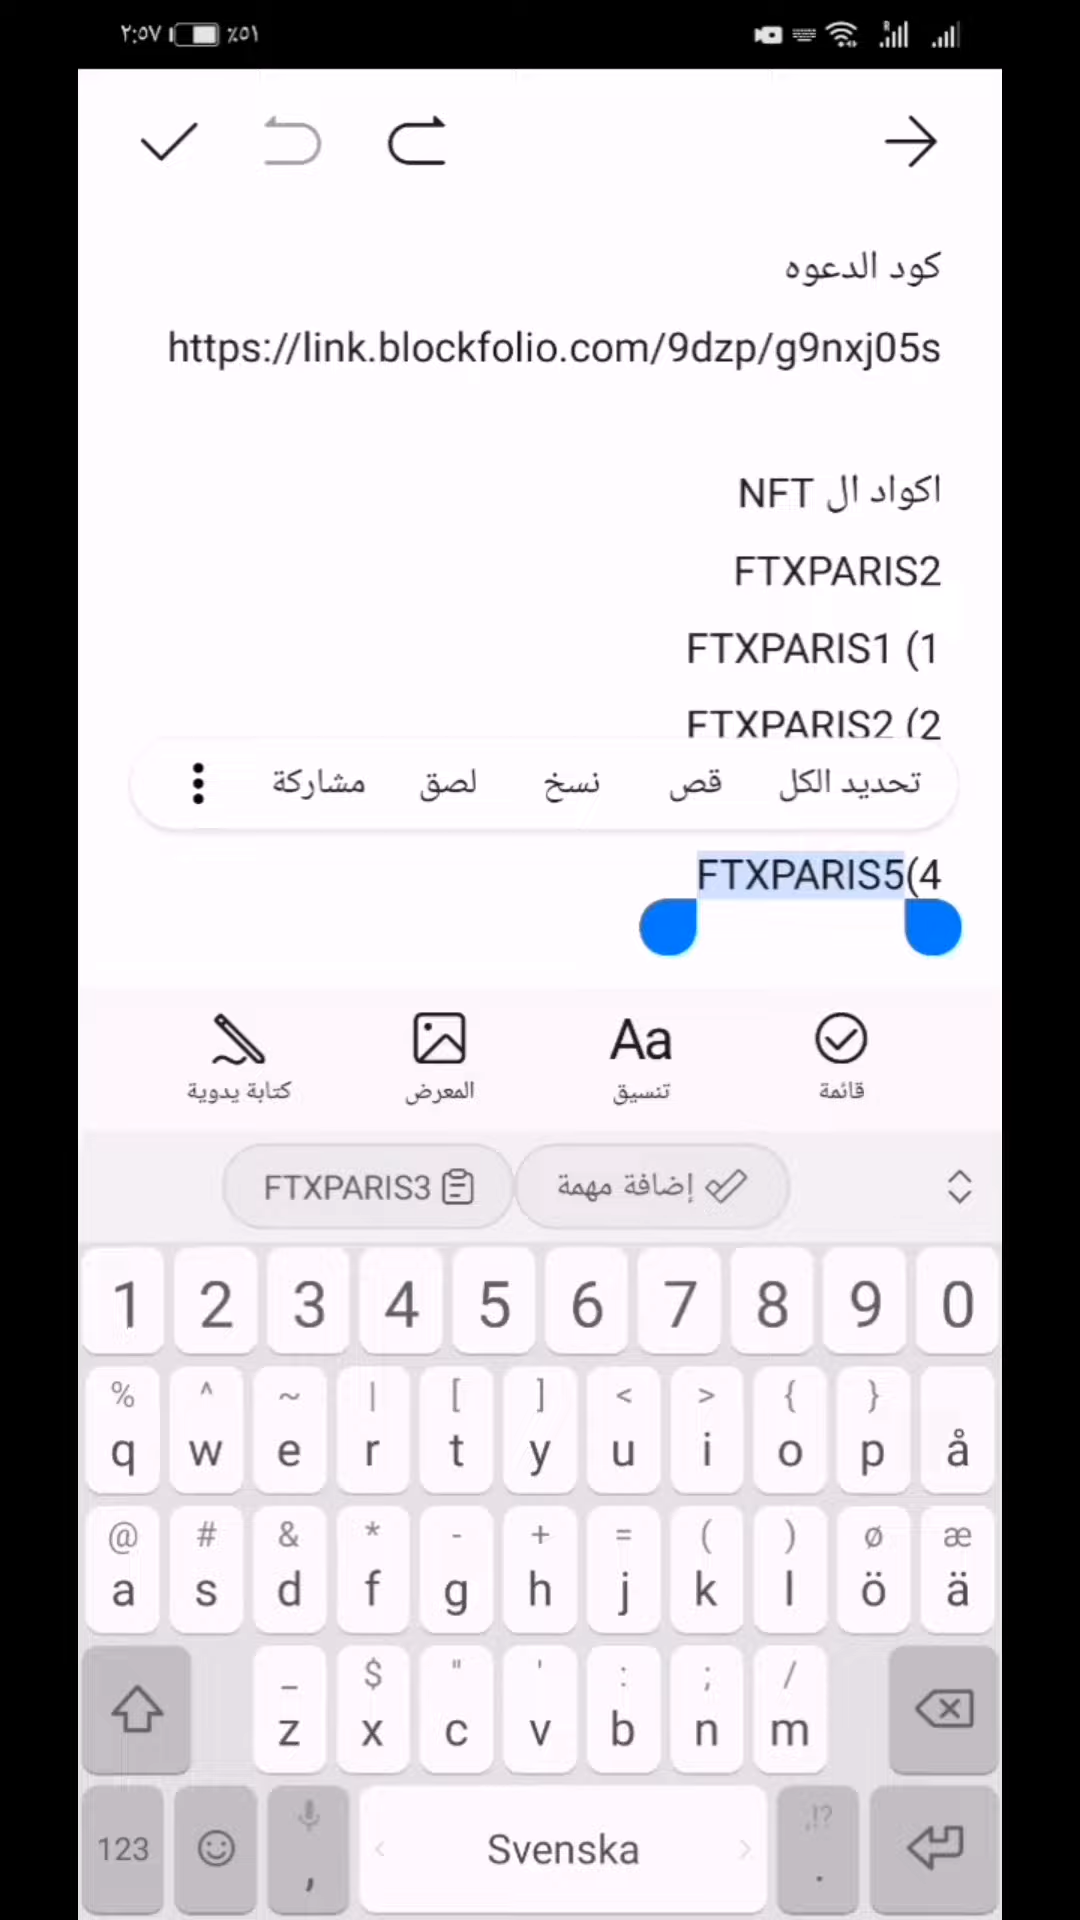 ٢:٥٧ ٪٥١
كود الدعوه
https://link.blockfolio.com/9dzp/g9nxj05s
اكواد ال NFT
FTXPARIS2
FTXPARIS1 (1
FTXPARIS2 (2
تحديد الكل قص نسخ لصق مشاركة
FTXPARIS5(4
قائمة تنسيق المعرض كتابة يدوية
Aa
إضافة مهمة FTXPARIS3
1 2 3 4 5 6 7 8 9 0
% ^ ~ | [ ] < > { }
q w e r t y u i o p å
@ # & * - + = ( ) ø æ
a s d f g h j k l ö ä
_ $ " ' : ; /
z x c v b n m
123 , Svenska ,!? .